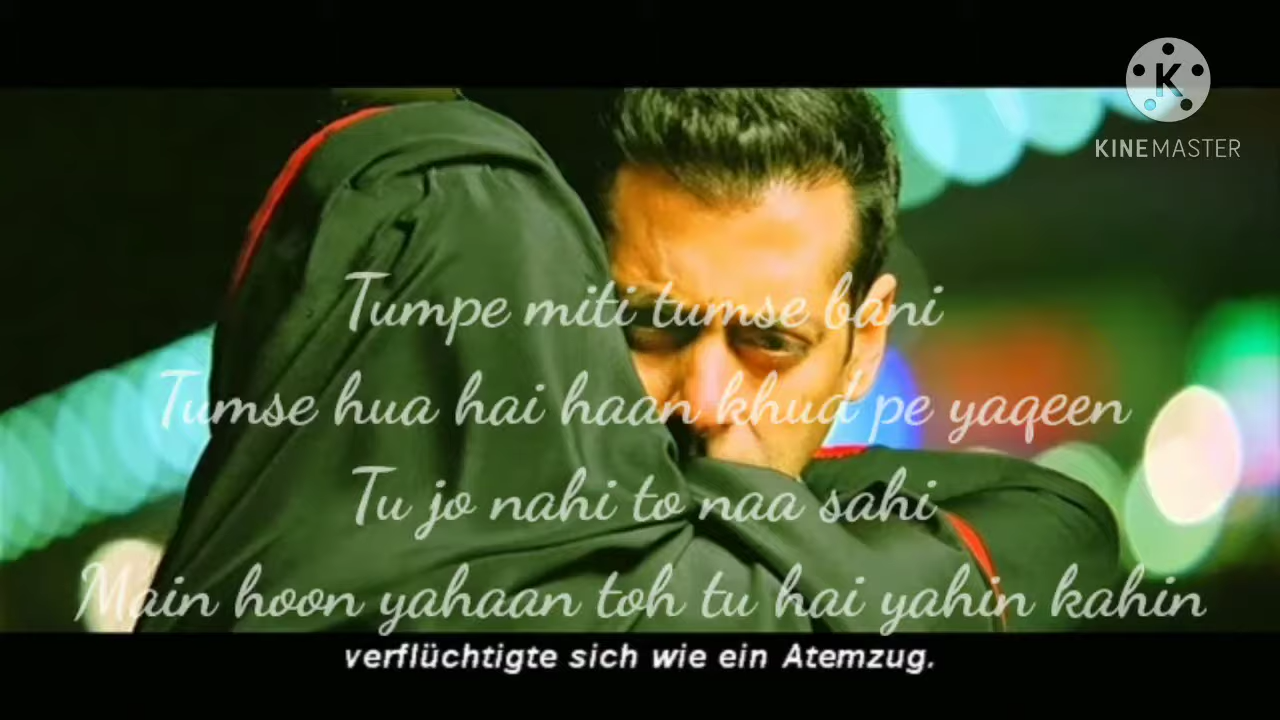 K
KINEMASTER
Tumpe miti tumse bani
Tumse hua hai haan khud pe yaqeen
Tu jo nahi to naa sahi
Main hoon yahaan toh tu hai yahin kahin
verflüchtigte sich wie ein Atemzug.